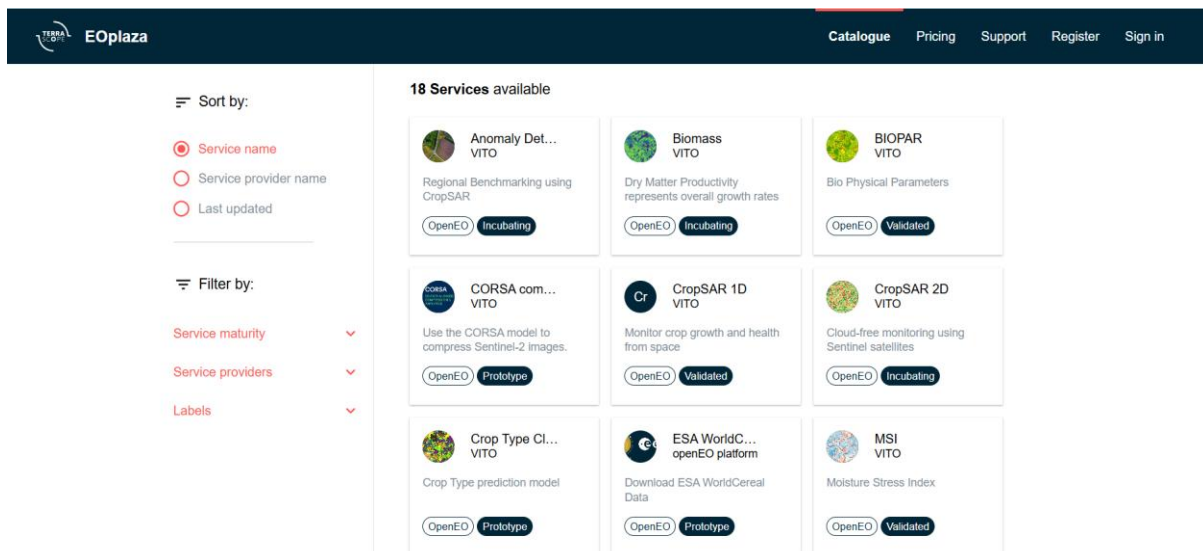 TERRA
SCOPE
EOplaza
Catalogue
Pricing
Support
Register
Sign in
Sort by:
Service name
Service provider name
Last updated
Filter by:
Service maturity
Service providers
Labels
18 Services available
Anomaly Det...
VITO
Regional Benchmarking using
CropSAR
OpenEO
Incubating
Biomass
VITO
Dry Matter Productivity
represents overall growth rates
OpenEO
Incubating
BIOPAR
VITO
Bio Physical Parameters
OpenEO
Validated
CORSA
CORSA com...
VITO
Use the CORSA model to
compress Sentinel-2 images.
OpenEO
Prototype
Cr
CropSAR 1D
VITO
Monitor crop growth and health
from space
OpenEO
Validated
CropSAR 2D
VITO
Cloud-free monitoring using
Sentinel satellites
OpenEO
Incubating
Crop Type Cl...
VITO
Crop Type prediction model
OpenEO
Prototype
ESA WorldC...
openEO platform
Download ESA WorldCereal
Data
OpenEO
Prototype
MSI
VITO
Moisture Stress Index
OpenEO
Validated